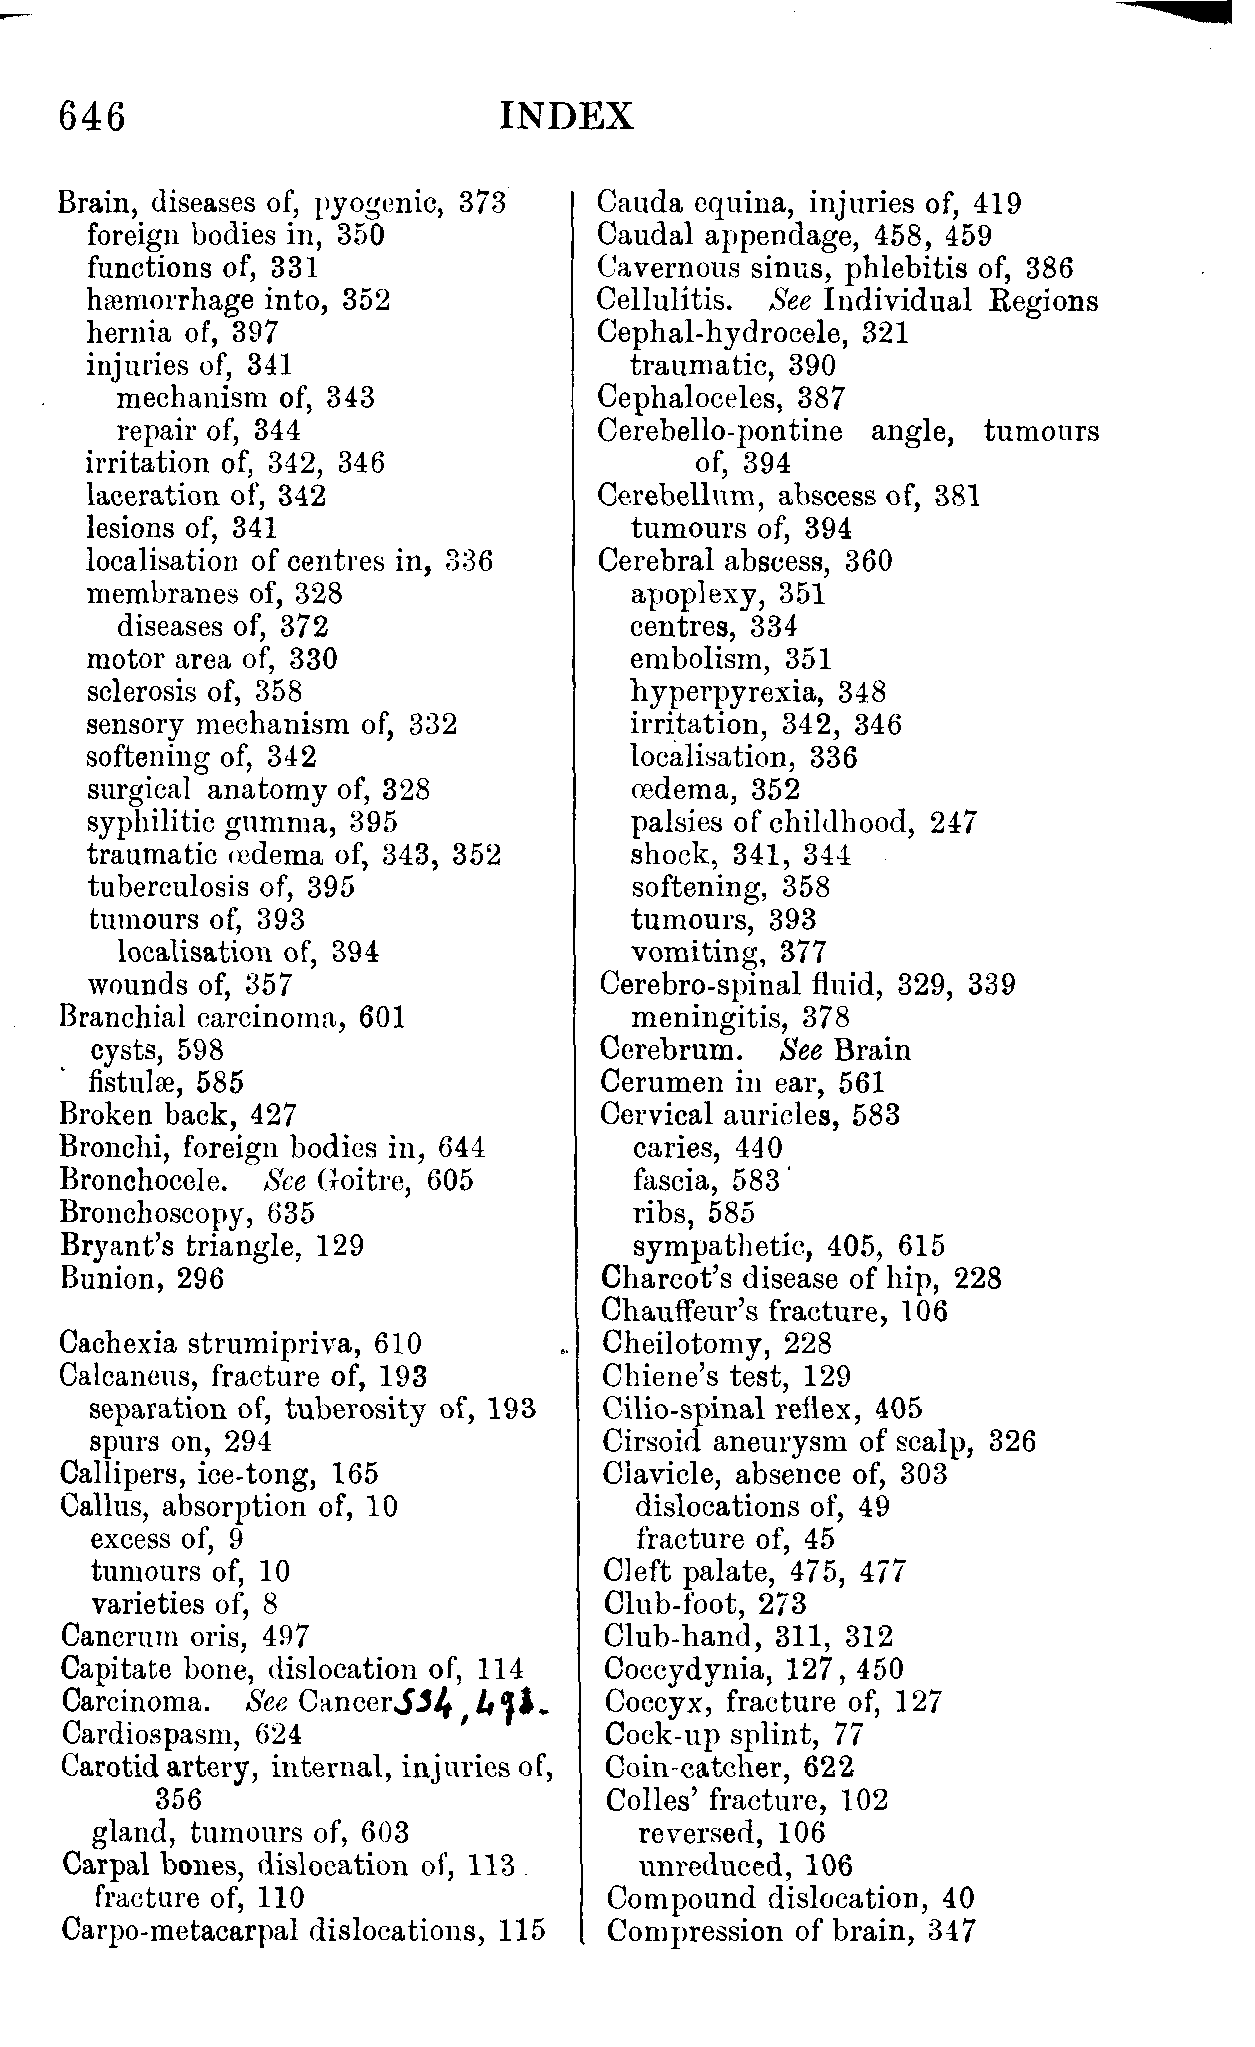 646
INDEX
Brain, diseases of, pyogenic, 373
foreign bodies in, 350
functions of, 331
hæmorrhage into, 352
hernia of, 397
injuries of, 341
mechanism of, 343
repair of, 344
irritation of, 342, 346
laceration of, 342
lesions of, 341
localisation of centres in, 336
membranes of, 328
diseases of, 372
motor area of, 330
sclerosis of, 358
sensory mechanism of, 332
softening of, 342
surgical anatomy of, 328
syphilitic gumma, 395
traumatic œdema of, 343, 352
tuberculosis of, 395
tumours of, 393
localisation of, 394
wounds of, 357
Branchial carcinoma, 601
cysts, 598
fistulæ, 585
Broken back, 427
Bronchi, foreign bodies in, 644
Bronchocele. See Goitre, 605
Bronchoscopy, 635
Bryant's triangle, 129
Bunion, 296
Cachexia strumipriva, 610
Calcaneus, fracture of, 193
separation of, tuberosity of, 193
spurs on, 294
Callipers, ice-tong, 165
Callus, absorption of, 10
excess of, 9
tumours of, 10
varieties of, 8
Cancrum oris, 497
Capitate bone, dislocation of, 114
Carcinoma. See Cancer 554,
Cardiospasm, 624
Carotid artery, internal, injuries of,
356
gland, tumours of, 603
Carpal bones, dislocation of, 113
fracture of, 110
Carpo-metacarpal dislocations, 115
Cauda equina, injuries of, 419
Caudal appendage, 458, 459
Cavernous sinus, phlebitis of, 386
Cellulitis. See Individual Regions
Cephal-hydrocele, 321
traumatic, 390
Cephaloceles, 387
Cerebello-pontine angle, tumours
of, 394
Cerebellum, abscess of, 381
tumours of, 394
Cerebral abscess, 360
apoplexy, 351
centres, 334
embolism, 351
hyperpyrexia, 348
irritation, 342, 346
localisation, 336
œdema, 352
palsies of childhood, 247
shock, 341, 344
softening, 358
tumours, 393
vomiting, 377
Cerebro-spinal fluid, 329, 339
meningitis, 378
Cerebrum. See Brain
Cerumen in ear, 561
Cervical auricles, 583
caries, 440
fascia, 583
ribs, 585
sympathetic, 405, 615
Charcot's disease of hip, 228
Chauffeur's fracture, 106
Cheilotomy, 228
Chiene's test, 129
Cilio-spinal reflex, 405
Cirsoid aneurysm of scalp, 326
Clavicle, absence of, 303
dislocations of, 49
fracture of, 45
Cleft palate, 475, 477
Club-foot, 273
Club-hand, 311, 312
Coccydynia, 127, 450
Coccyx, fracture of, 127
Cock-up splint, 77
Coin-catcher, 622
Colles' fracture, 102
reversed, 106
unreduced, 106
Compound dislocation, 40
Compression of brain, 347